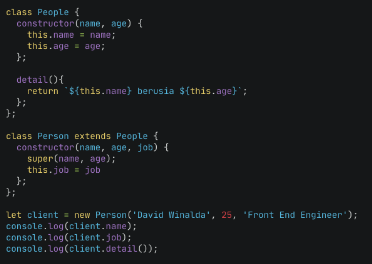 class People {
  constructor(name, age) {
    this.name = name;
    this.age = age;
  };

  detail(){
    return `${this.name} berusia ${this.age}`;
  };
};

class Person extends People {
  constructor(name, age, job) {
    super(name, age);
    this.job = job
  };
};

let client = new Person('David Winalda', 25, 'Front End Engineer');
console.log(client.name);
console.log(client.job);
console.log(client.detail());